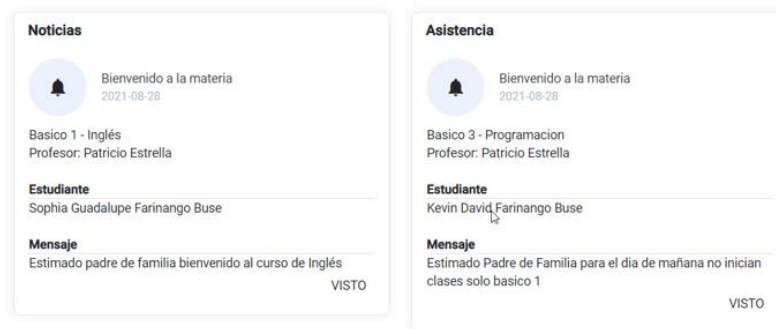 Noticias
Bienvenido a la materia
2021-08-28
Basico 1 - Inglés
Profesor: Patricio Estrella
Estudiante
Sophia Guadalupe Farinango Buse
Mensaje
Estimado padre de familia bienvenido al curso de Inglés
VISTO
Asistencia
Bienvenido a la materia
2021-08-28
Basico 3 - Programacion
Profesor: Patricio Estrella
Estudiante
Kevin David Farinango Buse
Mensaje
Estimado Padre de Familia para el dia de mañana no inician
clases solo basico 1
VISTO